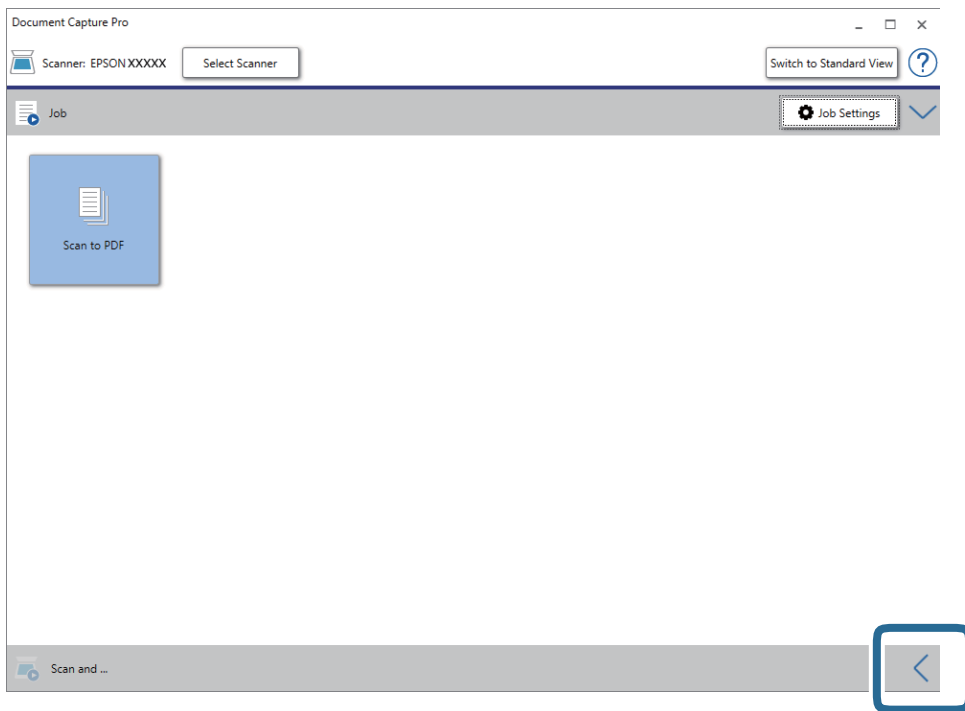 Document Capture Pro
Scanner: EPSON XXXXX
Select Scanner
Switch to Standard View
?
Job
Job Settings
Scan to PDF
Scan and ...